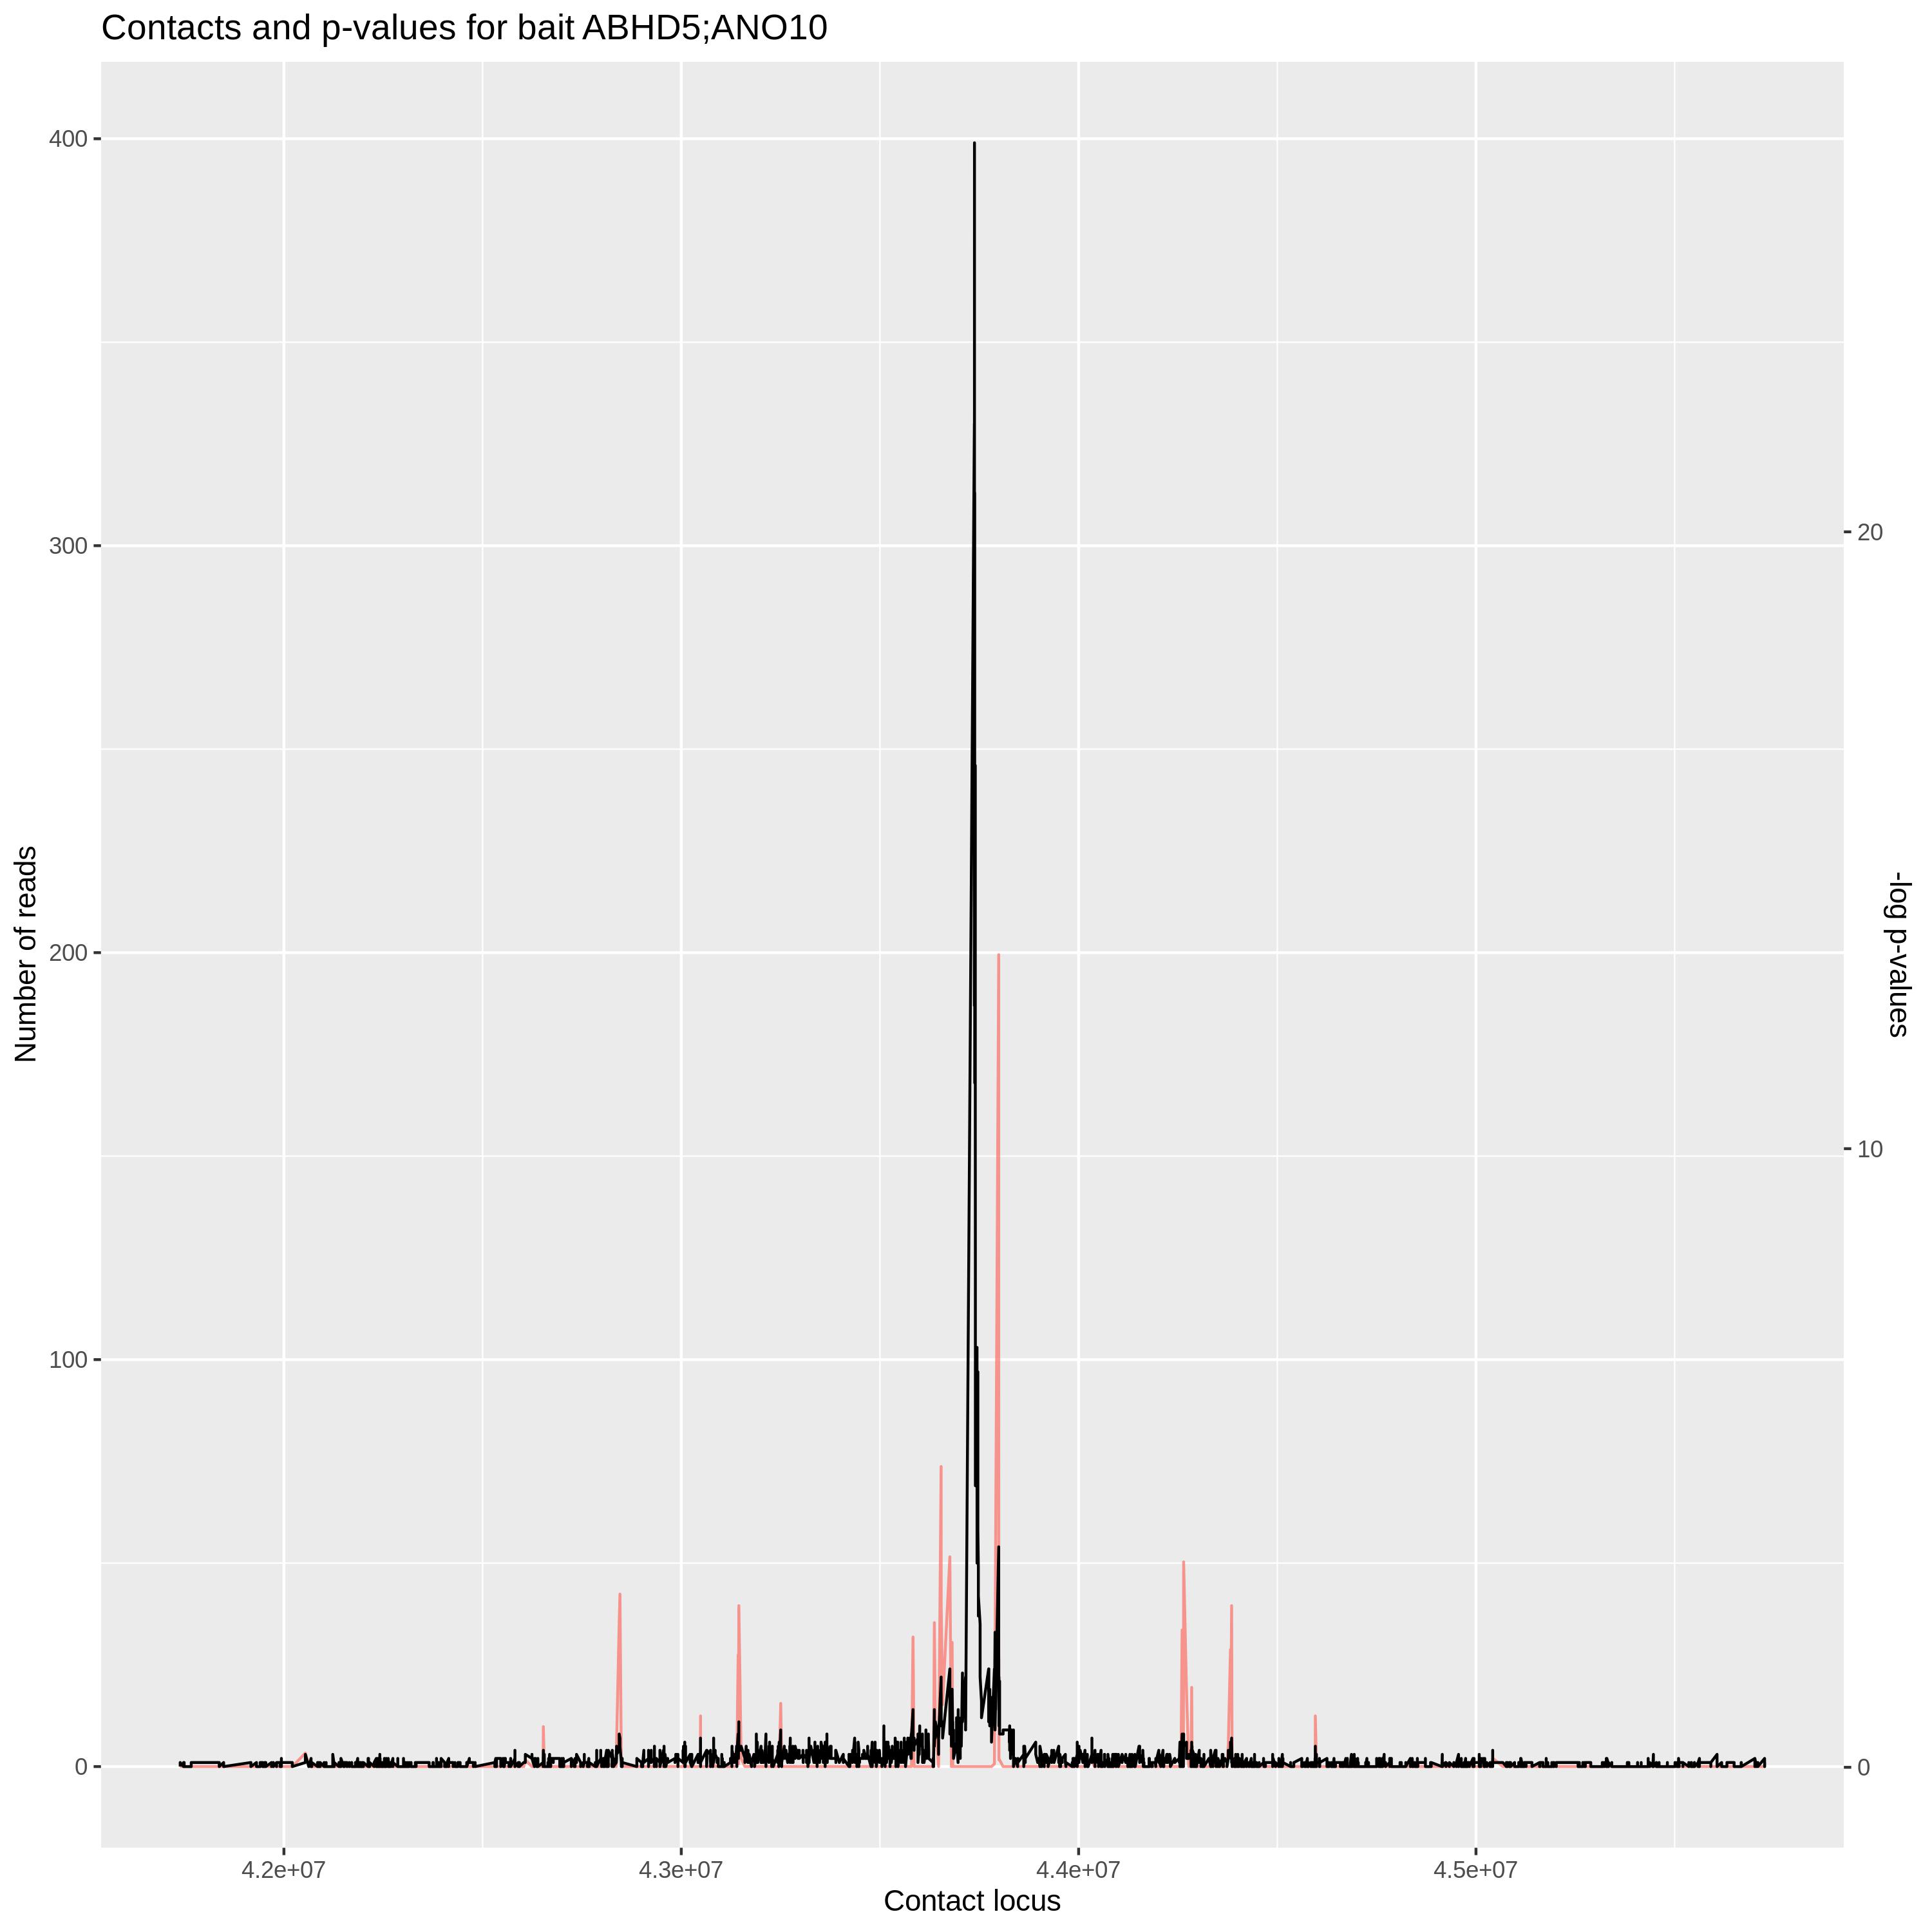 Contacts and p-values for bait ABHD5;ANO10
400
300
200
100
0
Number of reads
20
10
0
-log p-values
4.2e+07
4.3e+07
4.4e+07
4.5e+07
Contact locus